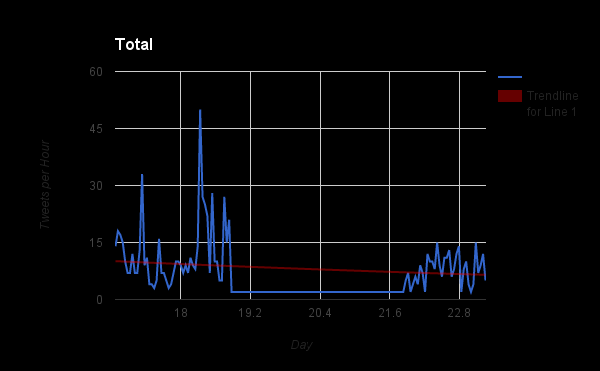 Total
60
45
30
15
0
Tweets per Hour
18
19.2
20.4
21.6
22.8
Day
Trendline
for Line 1